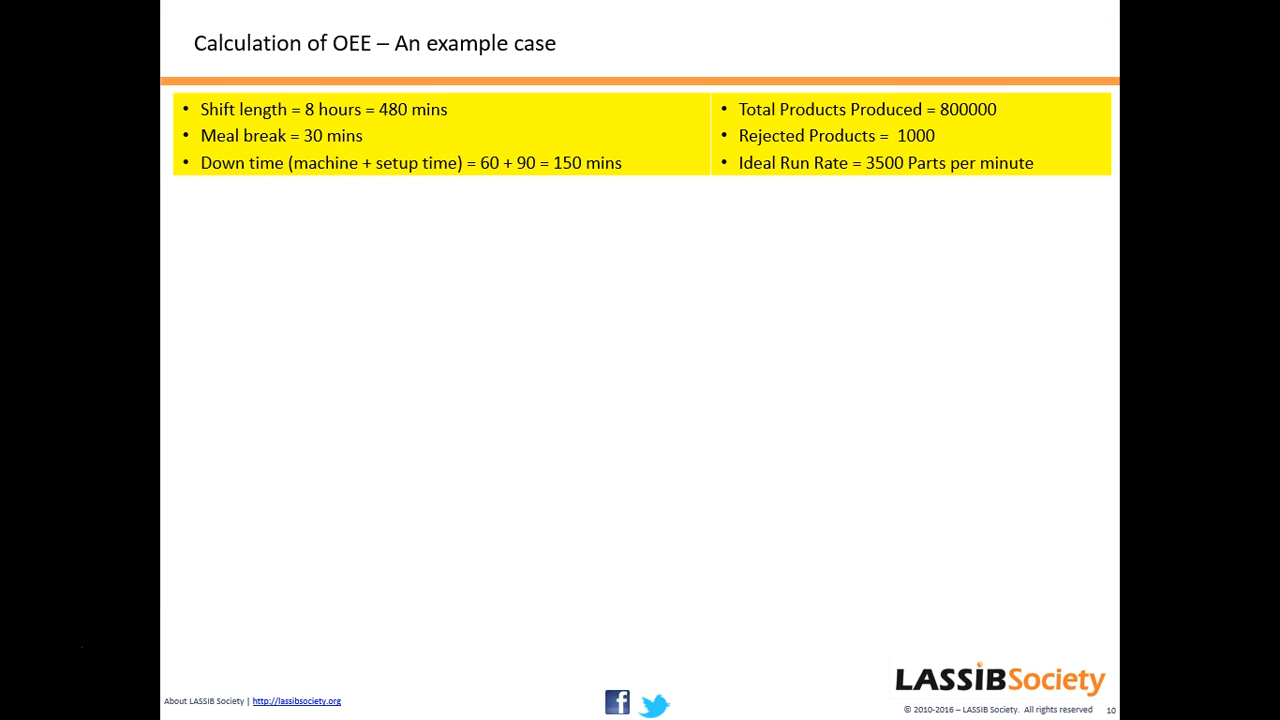 Calculation of OEE – An example case
• Shift length = 8 hours = 480 mins
• Meal break = 30 mins
• Down time (machine + setup time) = 60 + 90 = 150 mins
• Total Products Produced = 800000
• Rejected Products =  1000
• Ideal Run Rate = 3500 Parts per minute
LASSIBSociety
About LASSIB Society | http://lassibsociety.org
© 2010-2016 – LASSIB Society.  All rights reserved
10